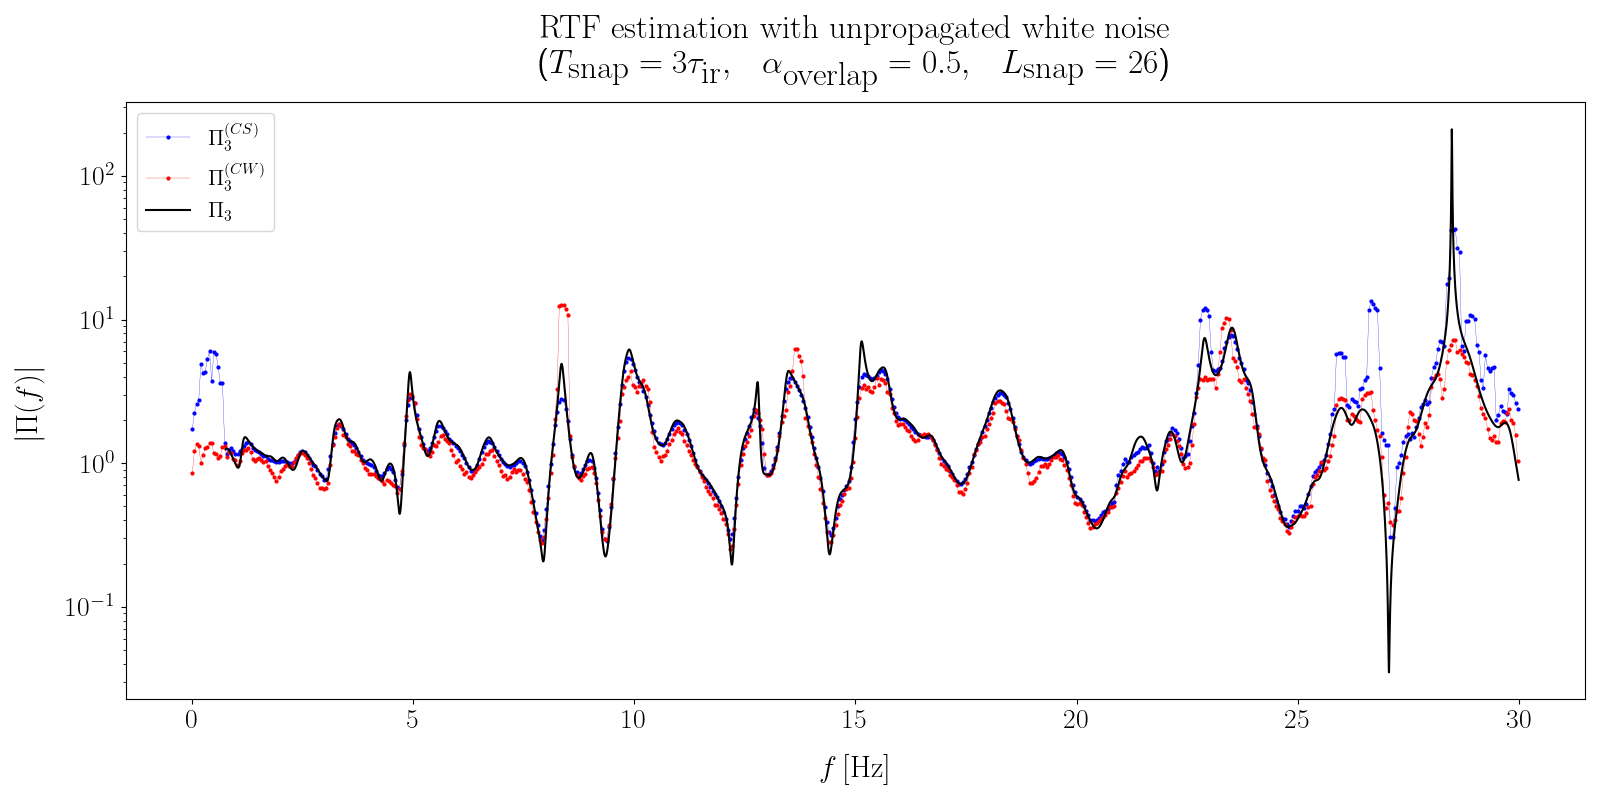 RTF estimation with unpropagated white noise
(T_snap = 3τ_ir, α_overlap = 0.5, L_snap = 26)
Π_3^(CS)
Π_3^(CW)
Π_3
|Π(f)|
10^2
10^1
10^0
10^−1
0 5 10 15 20 25 30
f [Hz]